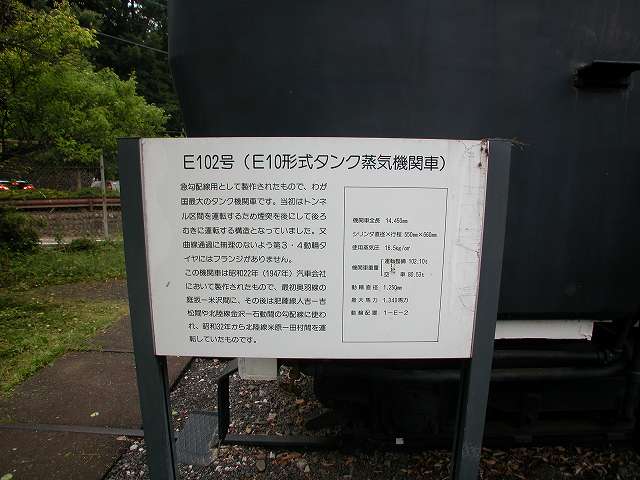 E102号(E10形式タンク蒸気機関車)
急勾配線用として製作されたもので、わが
国最大のタンク機関車です。当初はトンネ
ル区間を運転するため煙突を後にして後ろ
むきに運転する構造となっていました。又
曲線通過に無理のないよう第3・4動輪タ
イヤにはフランジがありません。
この機関車は昭和22年(1947年)汽車会社
において製作されたもので、最初奥羽線の
庭坂―米沢間に、その後は肥薩線人吉―吉
松間や北陸線金沢―石動間の勾配線に使わ
れ、昭和32年から北陸線米原―田村間を運
転していたものです。
機関車全長 14,450mm
シリンダ直径×行程 550mm×660mm
使用蒸気圧 16.5kg/cm²
機関車重量 運転整備 102.10t
空車 80.53t
動輪直径 1,250mm
最大馬力 1,340馬力
動輪配置 1―E―2